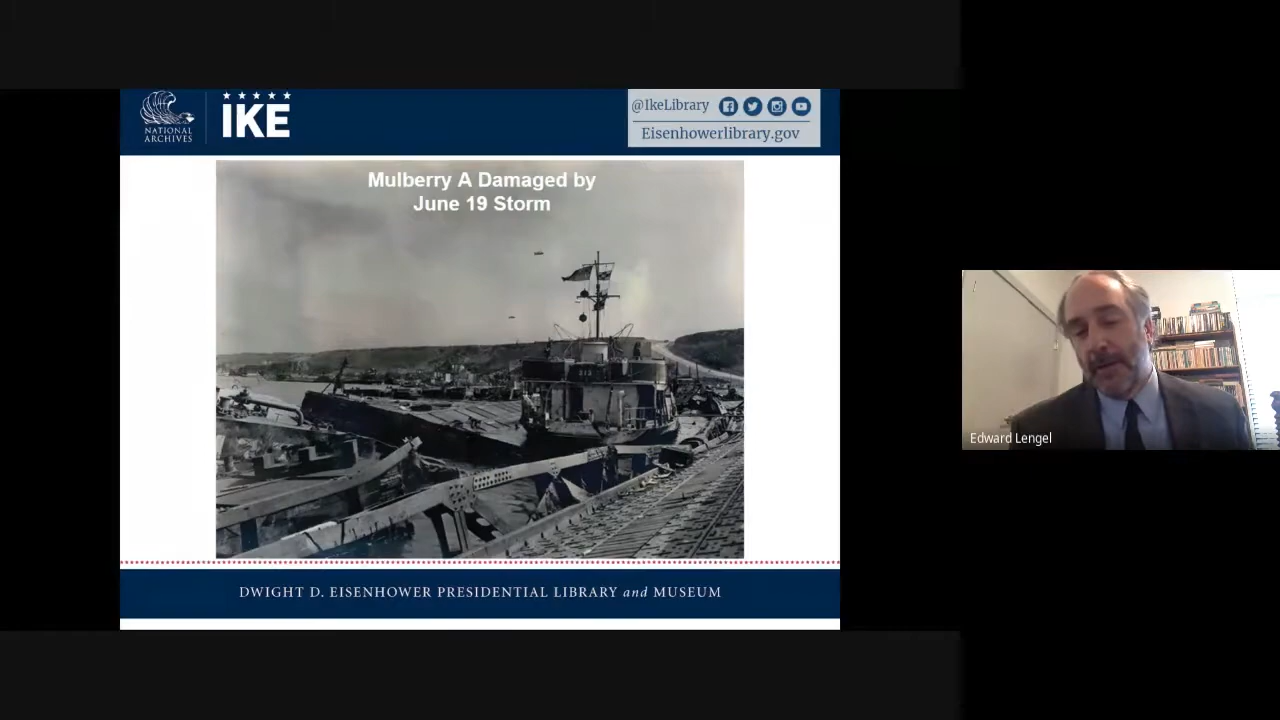 NATIONAL
ARCHIVES
IKE
@IkeLibrary
Eisenhowerlibrary.gov
Mulberry A Damaged by
June 19 Storm
313
Edward Lengel
DWIGHT D. EISENHOWER PRESIDENTIAL LIBRARY and MUSEUM